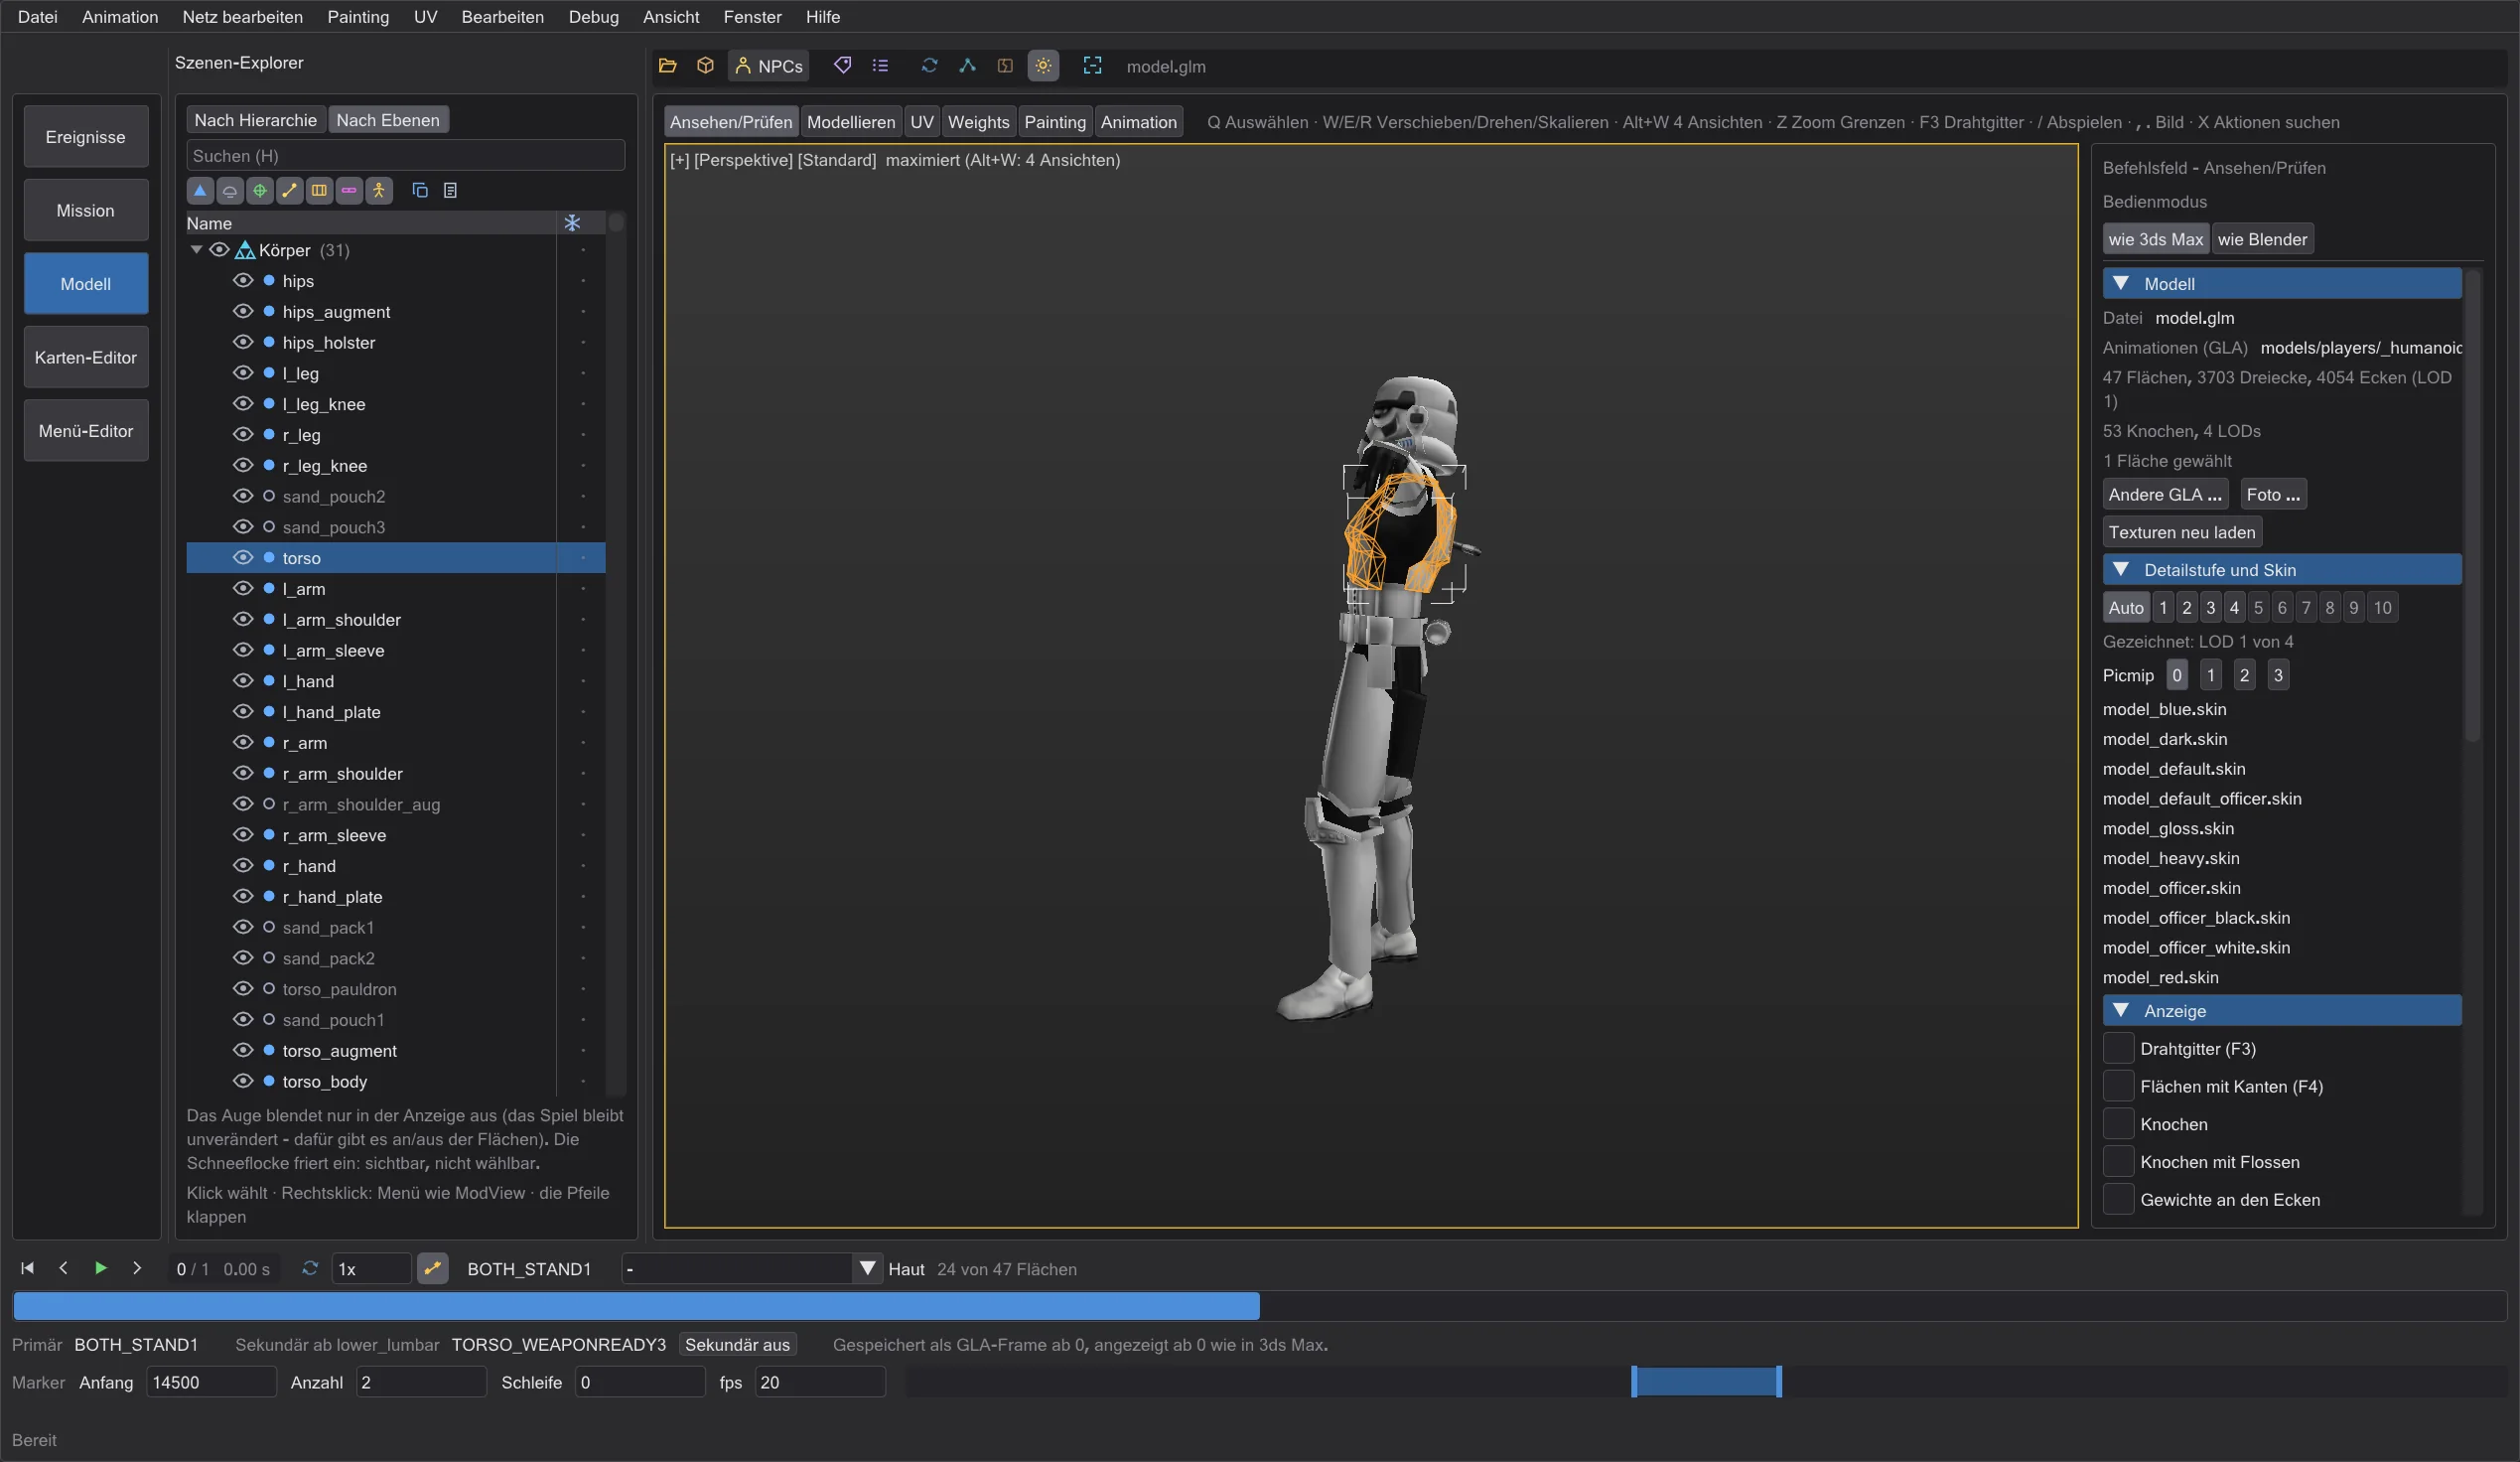 Datei Animation Netz bearbeiten Painting UV Bearbeiten Debug Ansicht Fenster Hilfe
Szenen-Explorer
NPCs model.glm
Ereignisse
Mission
Modell
Karten-Editor
Menü-Editor
Nach Hierarchie Nach Ebenen
Suchen (H)
Name
Körper (31)
hips
hips_augment
hips_holster
l_leg
l_leg_knee
r_leg
r_leg_knee
sand_pouch2
sand_pouch3
torso
l_arm
l_arm_shoulder
l_arm_sleeve
l_hand
l_hand_plate
r_arm
r_arm_shoulder
r_arm_shoulder_aug
r_arm_sleeve
r_hand
r_hand_plate
sand_pack1
sand_pack2
torso_pauldron
sand_pouch1
torso_augment
torso_body
Das Auge blendet nur in der Anzeige aus (das Spiel bleibt
unverändert - dafür gibt es an/aus der Flächen). Die
Schneeflocke friert ein: sichtbar, nicht wählbar.
Klick wählt · Rechtsklick: Menü wie ModView · die Pfeile
klappen
Ansehen/Prüfen Modellieren UV Weights Painting Animation Q Auswählen · W/E/R Verschieben/Drehen/Skalieren · Alt+W 4 Ansichten · Z Zoom Grenzen · F3 Drahtgitter · / Abspielen · , . Bild · X Aktionen suchen
[+] [Perspektive] [Standard] maximiert (Alt+W: 4 Ansichten)
Befehlsfeld - Ansehen/Prüfen
Bedienmodus
wie 3ds Max wie Blender
Modell
Datei model.glm
Animationen (GLA) models/players/_humanoid
47 Flächen, 3703 Dreiecke, 4054 Ecken (LOD
1)
53 Knochen, 4 LODs
1 Fläche gewählt
Andere GLA ... Foto ...
Texturen neu laden
Detailstufe und Skin
Auto 1 2 3 4 5 6 7 8 9 10
Gezeichnet: LOD 1 von 4
Picmip 0 1 2 3
model_blue.skin
model_dark.skin
model_default.skin
model_default_officer.skin
model_gloss.skin
model_heavy.skin
model_officer.skin
model_officer_black.skin
model_officer_white.skin
model_red.skin
Anzeige
Drahtgitter (F3)
Flächen mit Kanten (F4)
Knochen
Knochen mit Flossen
Gewichte an den Ecken
0 / 1 0.00 s 1x BOTH_STAND1 - Haut 24 von 47 Flächen
Primär BOTH_STAND1 Sekundär ab lower_lumbar TORSO_WEAPONREADY3 Sekundär aus Gespeichert als GLA-Frame ab 0, angezeigt ab 0 wie in 3ds Max.
Marker Anfang 14500 Anzahl 2 Schleife 0 fps 20
Bereit